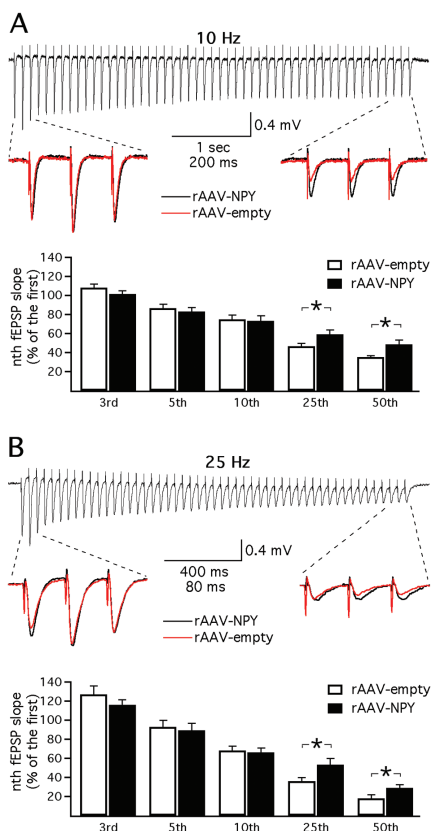 A
10 Hz
0.4 mV
1 sec
200 ms
rAAV-NPY
rAAV-empty
nth fEPSP slope
(% of the first)
140
120
100
80
60
40
20
rAAV-empty
rAAV-NPY
*
*
3rd
5th
10th
25th
50th
B
25 Hz
0.4 mV
400 ms
80 ms
rAAV-NPY
rAAV-empty
nth fEPSP slope
(% of the first)
140
120
100
80
60
40
20
rAAV-empty
rAAV-NPY
*
*
3rd
5th
10th
25th
50th